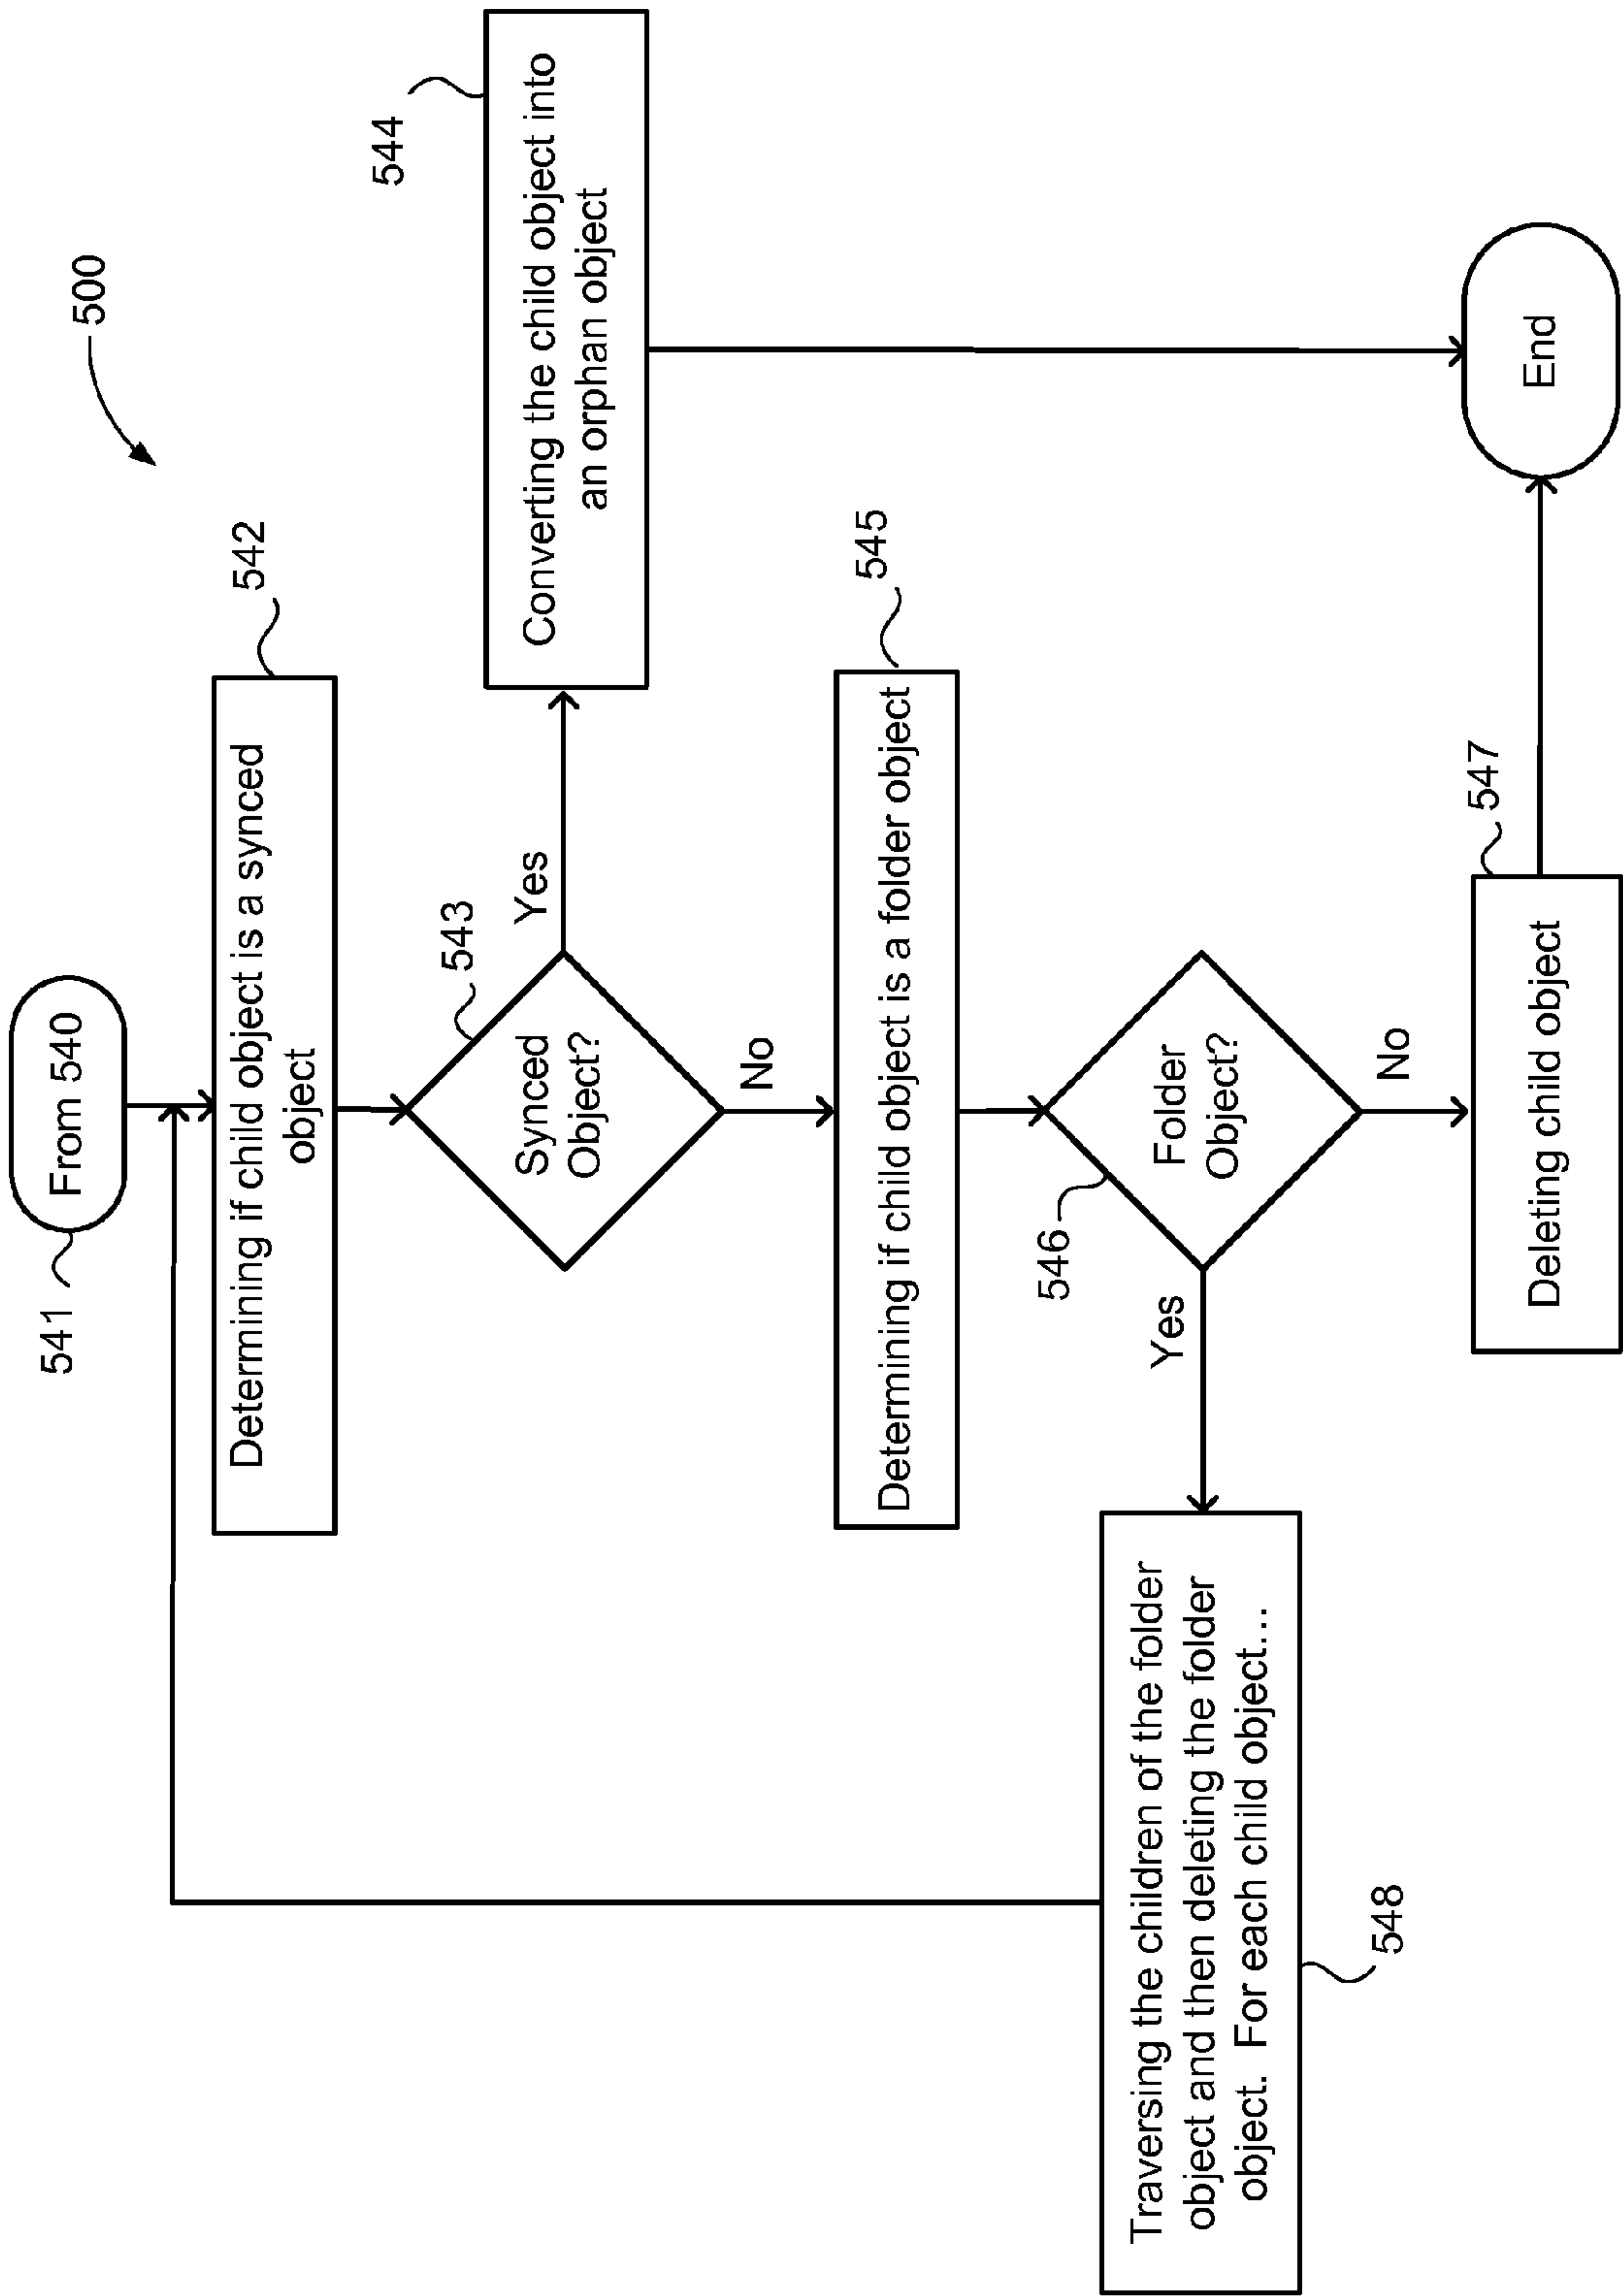 500
541
From 540
542
Determining if child object is a synced
object
543
Synced
Object?
Yes
544
Converting the child object into
an orphan object
No
545
Determining if child object is a folder object
546
Folder
Object?
Yes
548
Traversing the children of the folder
object and then deleting the folder
object. For each child object...
No
547
Deleting child object
End